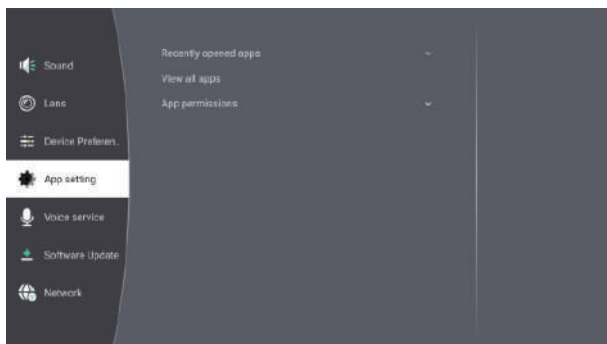 Sound
Lens
Device Preferen.
App setting
Voice service
Software Update
Network
Recently opened apps
View all apps
App permissions